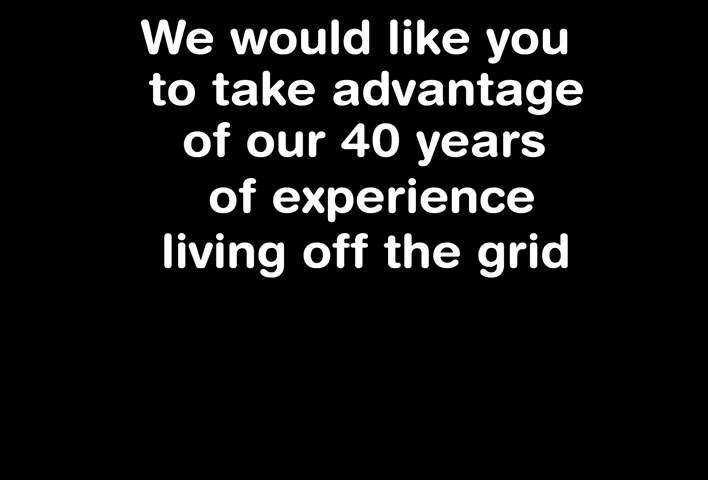 We would like you
to take advantage
of our 40 years
of experience
living off the grid